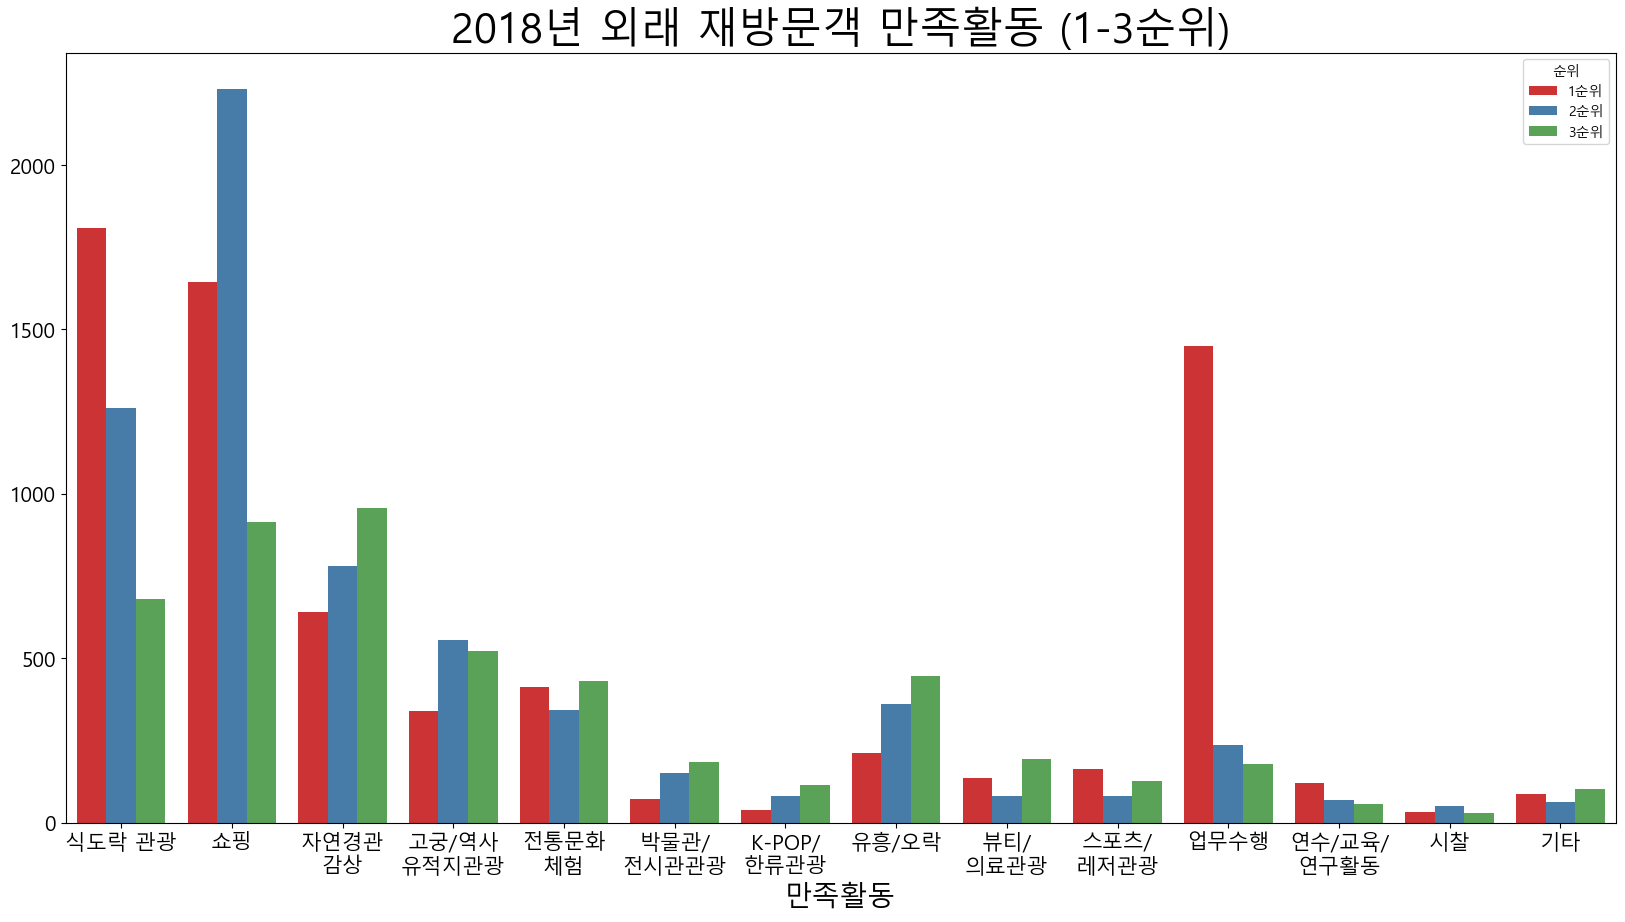 2018년 외래 재방문객 만족활동 (1-3순위)
순위
1순위
2순위
3순위
2000
1500
1000
500
0
식도락 관광
쇼핑
자연경관
감상
고궁/역사
유적지관광
전통문화
체험
박물관/
전시관관광
K-POP/
한류관광
유흥/오락
뷰티/
의료관광
스포츠/
레저관광
업무수행
연수/교육/
연구활동
시찰
기타
만족활동